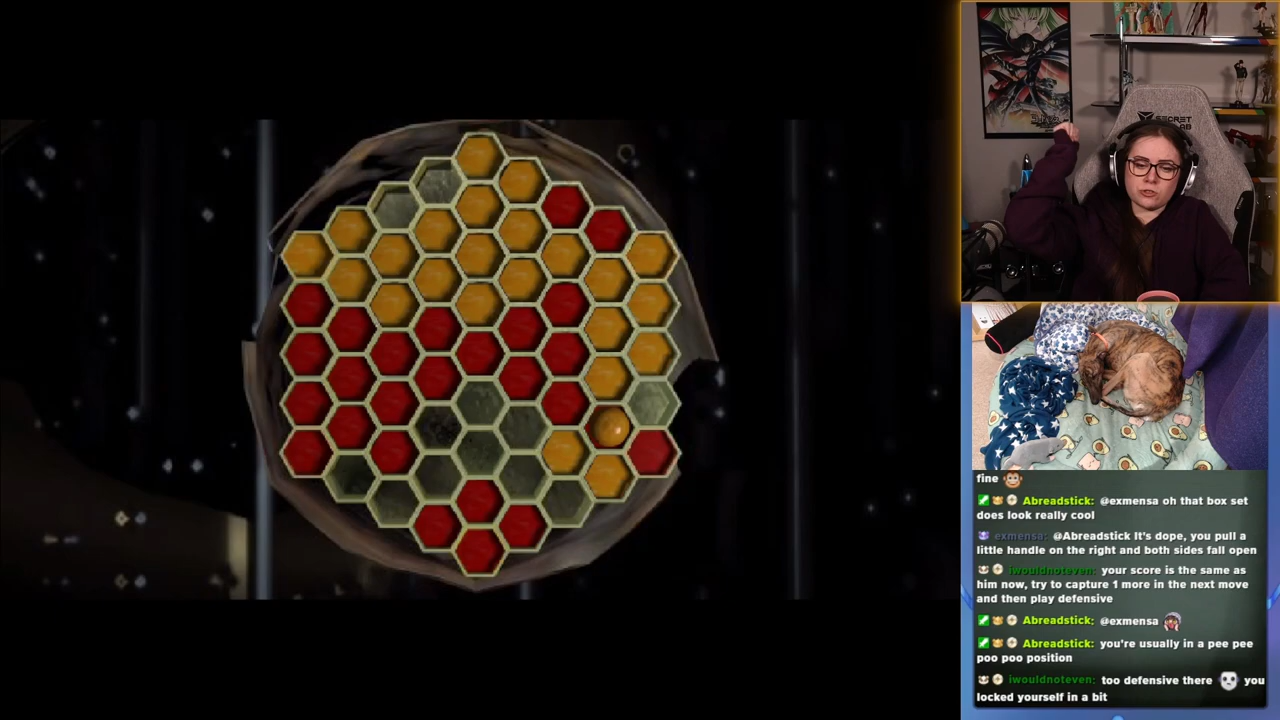 SECRET
LAB
fine
Abreadstick: @exmensa oh that box set
does look really cool
exmensa: @Abreadstick It's dope, you pull a
little handle on the right and both sides fall open
iwouldnoteven: your score is the same as
him now, try to capture 1 more in the next move
and then play defensive
Abreadstick: @exmensa
Abreadstick: you're usually in a pee pee
poo poo position
iwouldnoteven: too defensive there you
locked yourself in a bit